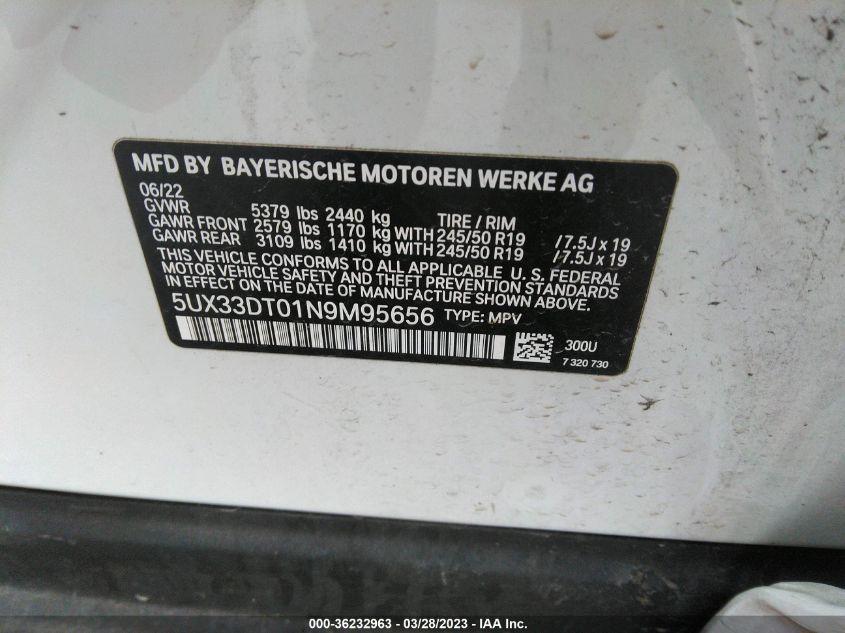 MFD BY BAYERISCHE MOTOREN WERKE AG
06/22
GVWR 5379 lbs 2440 kg TIRE / RIM
GAWR FRONT 2579 lbs 1170 kg WITH 245/50 R19 /7.5J x 19
GAWR REAR 3109 lbs 1410 kg WITH 245/50 R19 /7.5J x 19
THIS VEHICLE CONFORMS TO ALL APPLICABLE U. S. FEDERAL
MOTOR VEHICLE SAFETY AND THEFT PREVENTION STANDARDS
IN EFFECT ON THE DATE OF MANUFACTURE SHOWN ABOVE.
5UX33DT01N9M95656 TYPE: MPV
300U
7 320 730
000-36232963 - 03/28/2023 - IAA Inc.